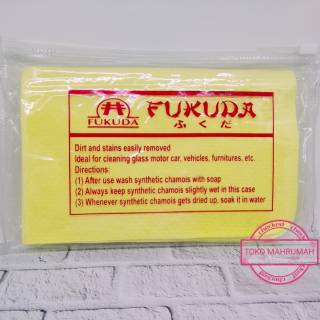 FUKUDA
FUKUDA
ふくだ
Dirt and stains easily removed
Ideal for cleaning glass motor car, vehicles, furnitures, etc.
Directions:
(1) After use wash synthetic chamois with soap
(2) Always keep synthetic chamois slightly wet in this case
(3) Whenever synthetic chamois gets dried up, soak it in water
checked
TOKO MAHRUMAH
checked